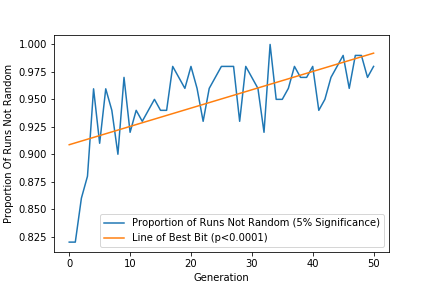 1.000
0.975
0.950
0.925
0.900
0.875
0.850
0.825
Proportion Of Runs Not Random
Proportion of Runs Not Random (5% Significance)
Line of Best Bit (p<0.0001)
0 10 20 30 40 50
Generation